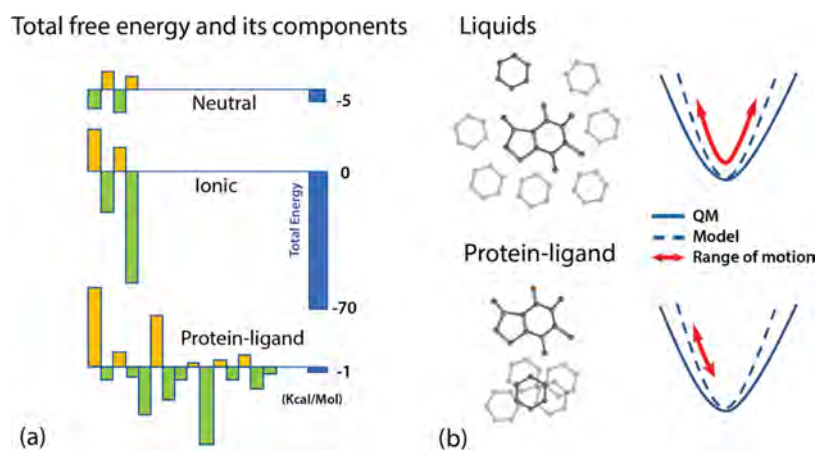 Total free energy and its components
Neutral
-5
0
Ionic
Total Energy
-70
Protein-ligand
-1
(Kcal/Mol)
(a)
Liquids
QM
Model
Range of motion
Protein-ligand
(b)